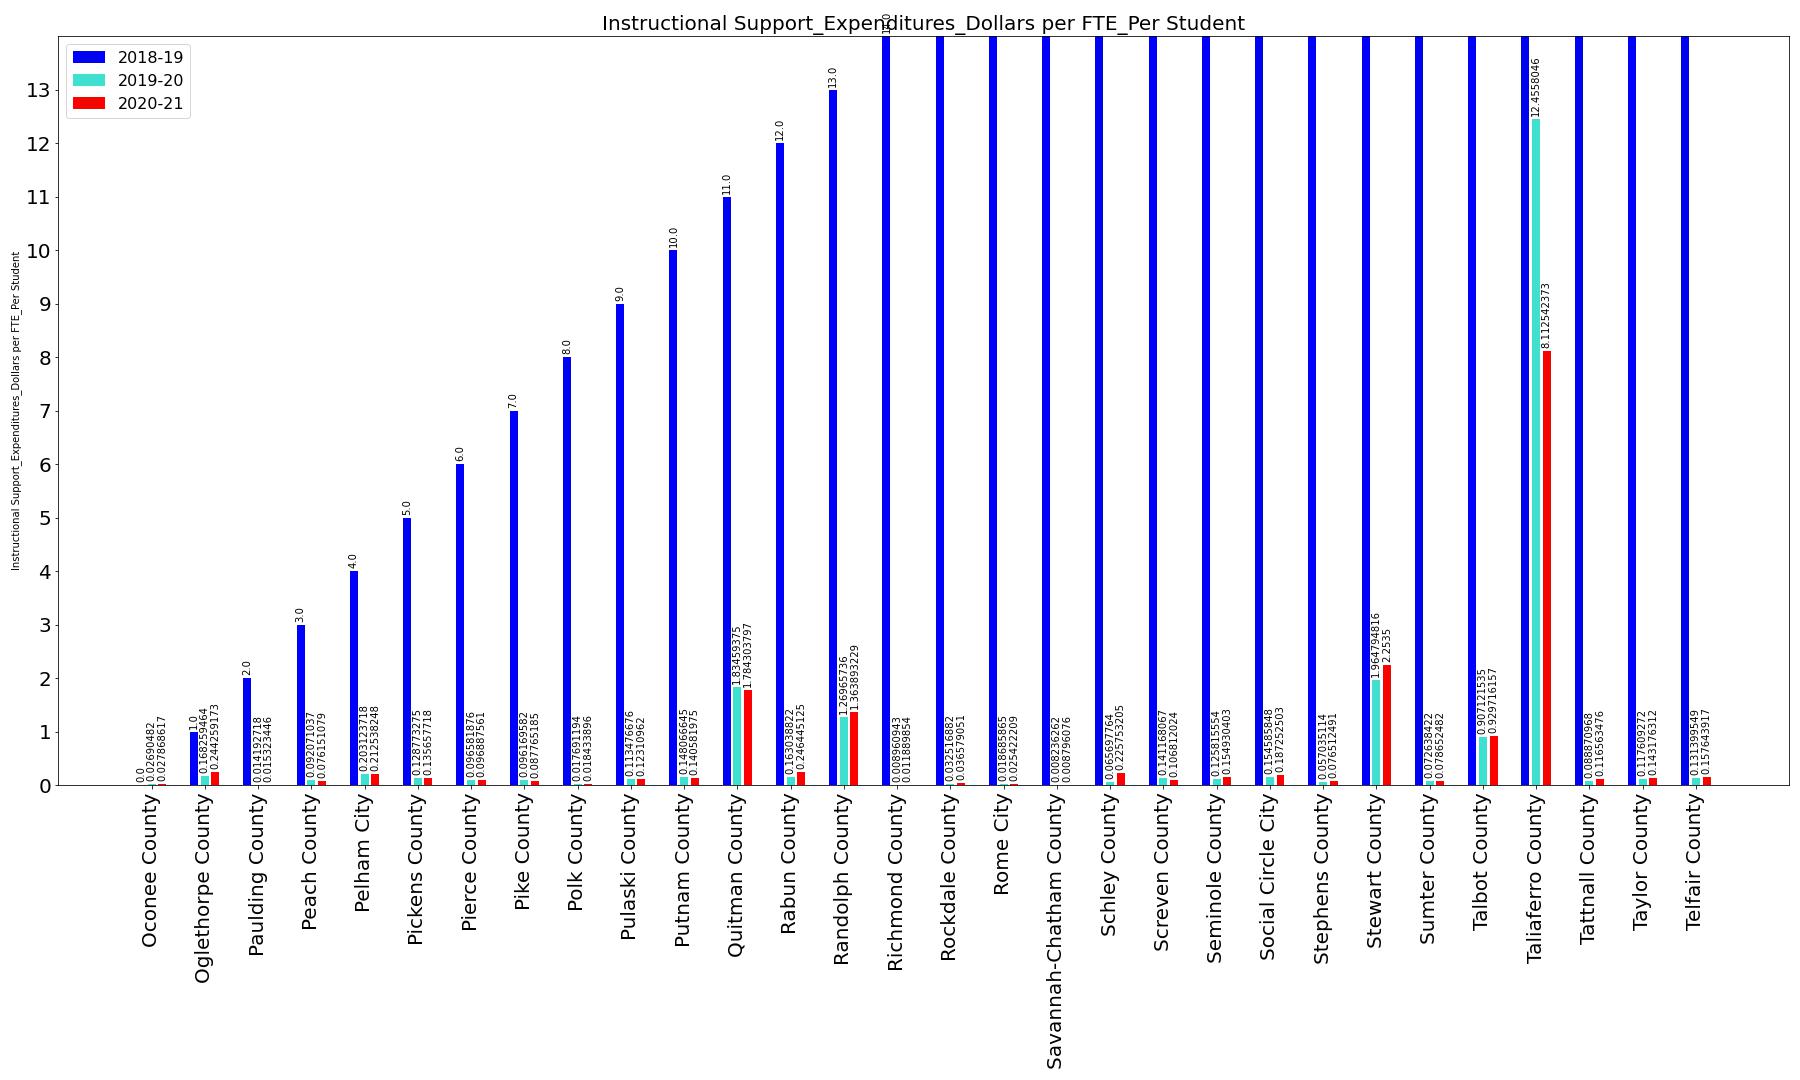 Instructional Support_Expenditures_Dollars per FTE_Per Student
2018-19
2019-20
2020-21
Instructional Support_Expenditures_Dollars per FTE_Per Student
13
12
11
10
9
8
7
6
5
4
3
2
1
0
0.0
0.02690482
0.027868617
1.0
0.168259464
0.244259173
2.0
0.014192718
0.015323446
3.0
0.092071037
0.076151079
4.0
0.203123718
0.212538248
5.0
0.128773275
0.135657718
6.0
0.096581876
0.096887561
7.0
0.096169582
0.087765185
8.0
0.017691194
0.018433896
9.0
0.113476676
0.12310962
10.0
0.148066645
0.140581975
11.0
1.83459375
1.784303797
12.0
0.163038822
0.246445125
13.0
1.26965736
1.363893229
14.0
0.008960943
0.011889854
0.032516882
0.036579051
0.018685865
0.025422209
0.008236262
0.008796076
0.065697764
0.225753205
0.141168067
0.106812024
0.125815554
0.154930403
0.154585848
0.187252503
0.057035114
0.076512491
1.964794816
2.2535
0.072638422
0.078652482
0.907121535
0.929716157
12.4558046
8.112542373
0.088870968
0.116563476
0.117609272
0.143176312
0.131399549
0.157643917
Oconee County
Oglethorpe County
Paulding County
Peach County
Pelham City
Pickens County
Pierce County
Pike County
Polk County
Pulaski County
Putnam County
Quitman County
Rabun County
Randolph County
Richmond County
Rockdale County
Rome City
Savannah-Chatham County
Schley County
Screven County
Seminole County
Social Circle City
Stephens County
Stewart County
Sumter County
Talbot County
Taliaferro County
Tattnall County
Taylor County
Telfair County